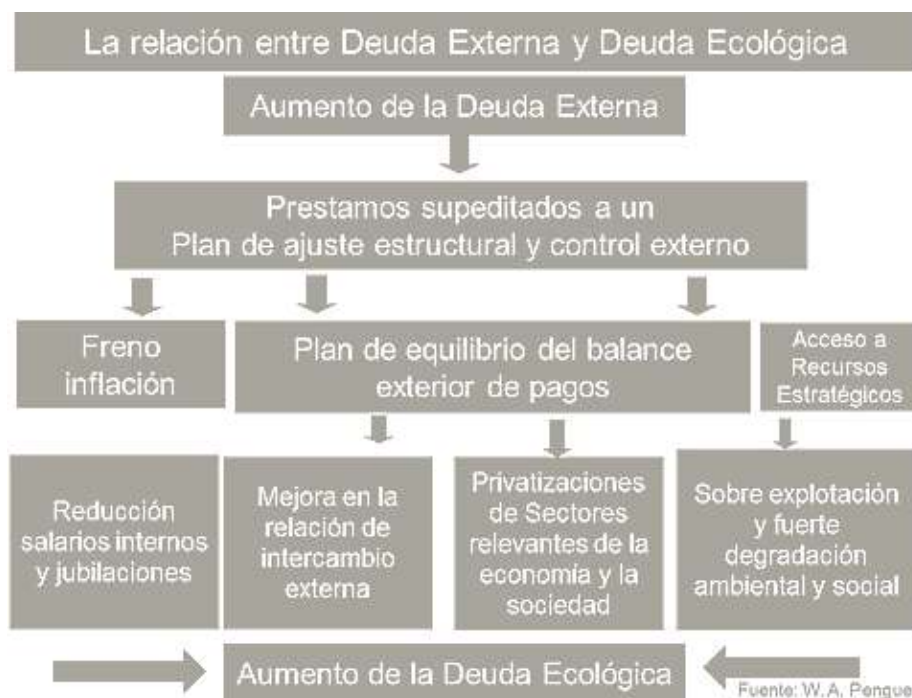 La relación entre Deuda Externa y Deuda Ecológica
Aumento de la Deuda Externa
Prestamos supeditados a un
Plan de ajuste estructural y control externo
Freno
inflación
Plan de equilibrio del balance
exterior de pagos
Acceso a
Recursos
Estratégicos
Reducción
salarios internos
y jubilaciones
Mejora en la
relación de
intercambio
externa
Privatizaciones
de Sectores
relevantes de la
economía y la
sociedad
Sobre explotación
y fuerte
degradación
ambiental y social
Aumento de la Deuda Ecológica
Fuente: W. A. Pengue